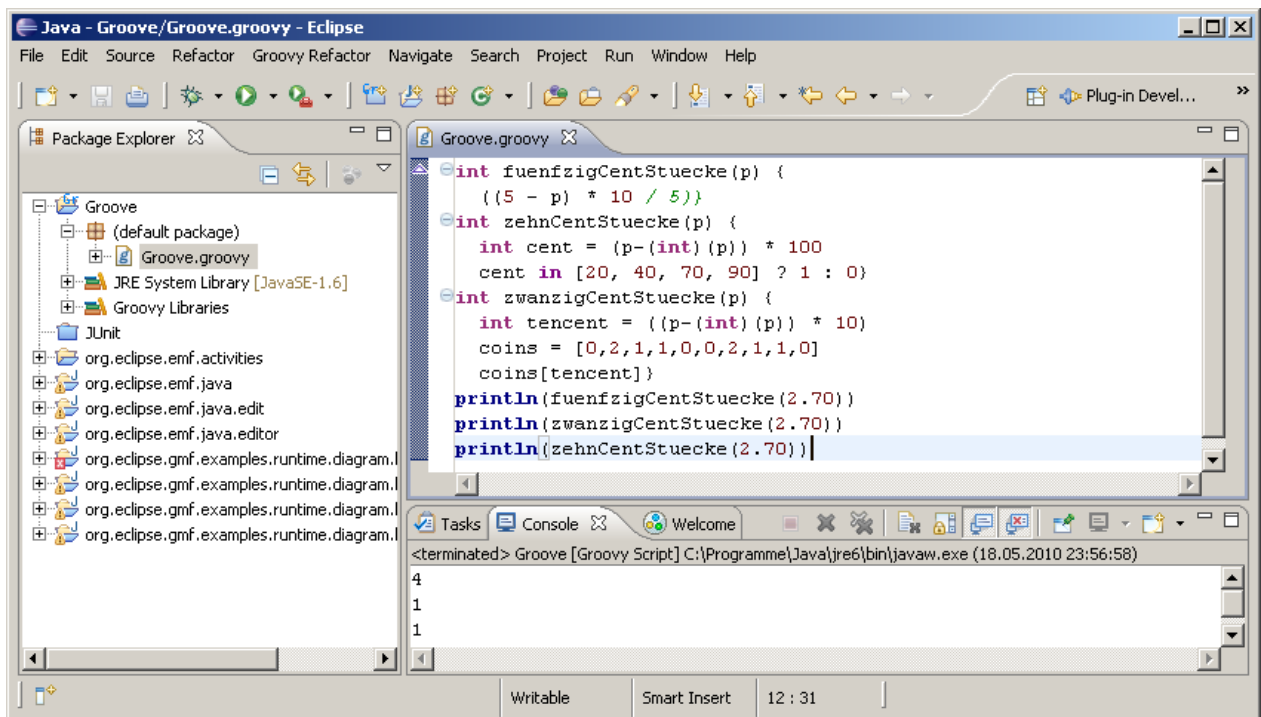 Java - Groove/Groove.groovy - Eclipse
File Edit Source Refactor Groovy Refactor Navigate Search Project Run Window Help
Plug-in Devel... »
Package Explorer
Groove
(default package)
Groove.groovy
JRE System Library [JavaSE-1.6]
Groovy Libraries
JUnit
org.eclipse.emf.activities
org.eclipse.emf.java
org.eclipse.emf.java.edit
org.eclipse.emf.java.editor
org.eclipse.gmf.examples.runtime.diagram.l
org.eclipse.gmf.examples.runtime.diagram.l
org.eclipse.gmf.examples.runtime.diagram.l
org.eclipse.gmf.examples.runtime.diagram.l
Groove.groovy
int fuenfzigCentStuecke(p) {
((5 - p) * 10 / 5)}
int zehnCentStuecke(p) {
int cent = (p-(int)(p)) * 100
cent in [20, 40, 70, 90] ? 1 : 0}
int zwanzigCentStuecke(p) {
int tencent = ((p-(int)(p)) * 10)
coins = [0,2,1,1,0,0,2,1,1,0]
coins[tencent]}
println(fuenfzigCentStuecke(2.70))
println(zwanzigCentStuecke(2.70))
println(zehnCentStuecke(2.70))
Tasks Console Welcome
<terminated> Groove [Groovy Script] C:\Programme\Java\jre6\bin\javaw.exe (18.05.2010 23:56:58)
4
1
1
Writable Smart Insert 12 : 31